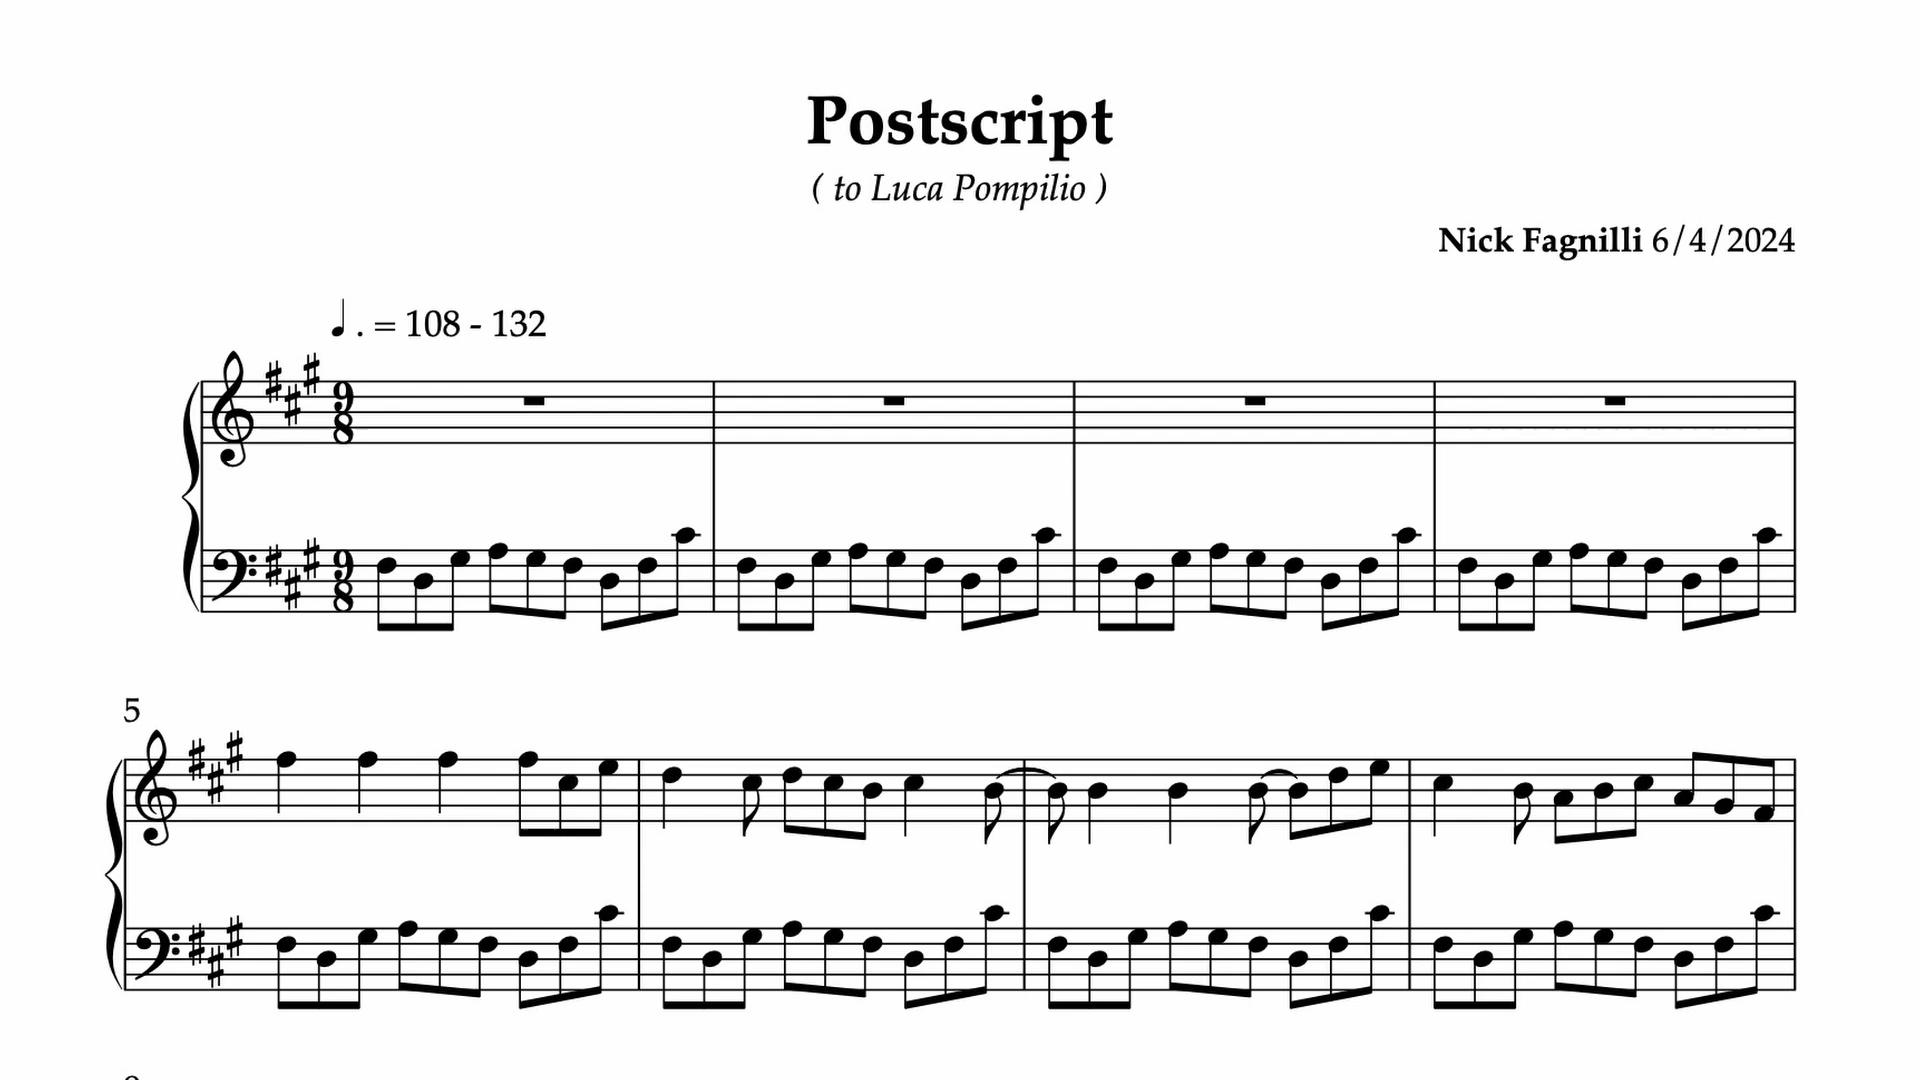 Postscript
( to Luca Pompilio )
Nick Fagnilli 6/4/2024
♩. = 108 - 132
9
8
9
8
5